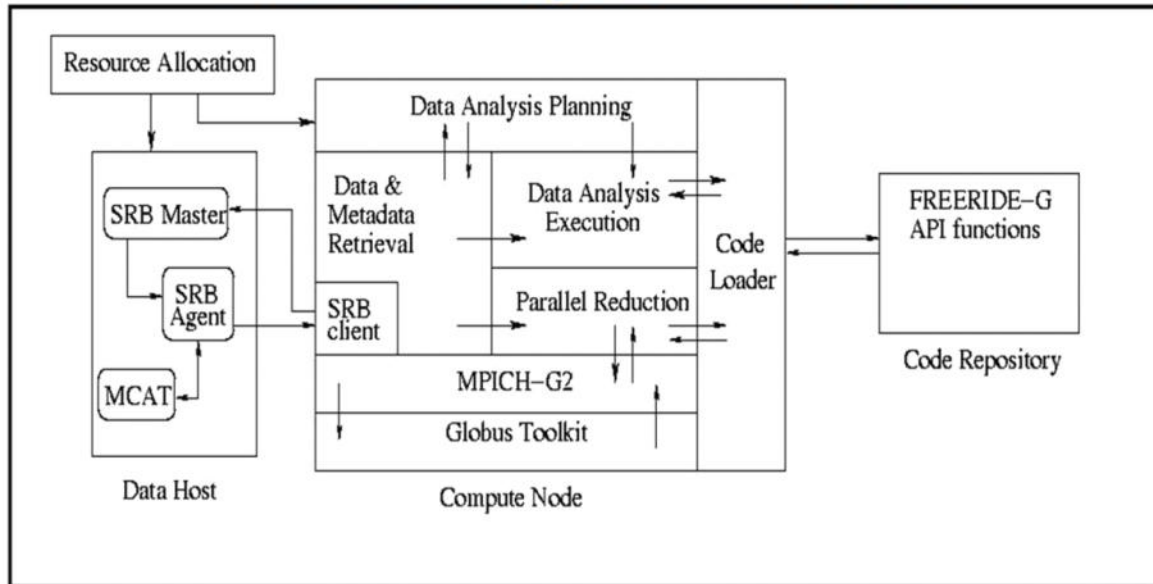 Resource Allocation
Data Analysis Planning
SRB Master
SRB
Agent
MCAT
Data Host
Data &
Metadata
Retrieval
SRB
client
Data Analysis
Execution
Parallel Reduction
MPICH–G2
Globus Toolkit
Compute Node
Code
Loader
FREERIDE–G
API functions
Code Repository